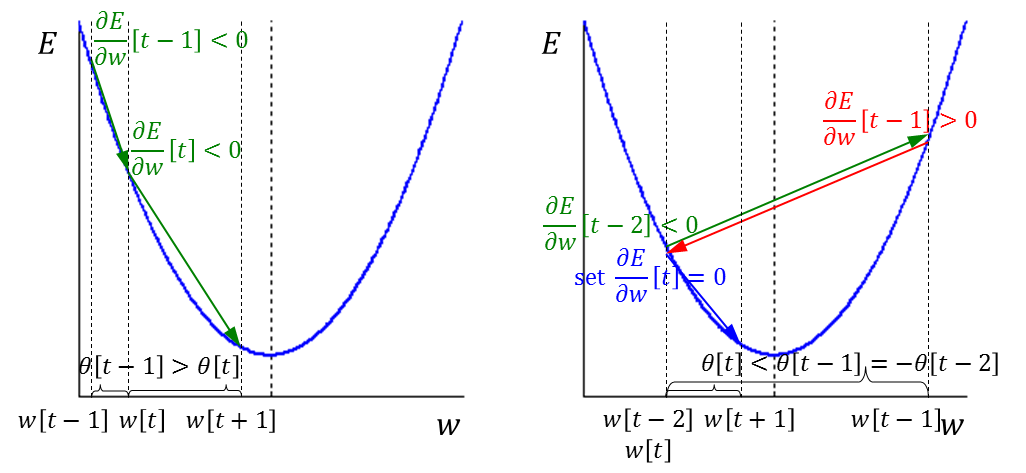 E
∂E/∂w [t − 1] < 0
∂E/∂w [t] < 0
θ[t − 1] > θ[t]
w[t − 1] w[t] w[t + 1] w
E
∂E/∂w [t − 1] > 0
∂E/∂w [t − 2] < 0
set ∂E/∂w [t] = 0
θ[t] < θ[t − 1] = −θ[t − 2]
w[t − 2] w[t + 1] w[t − 1] w
w[t]